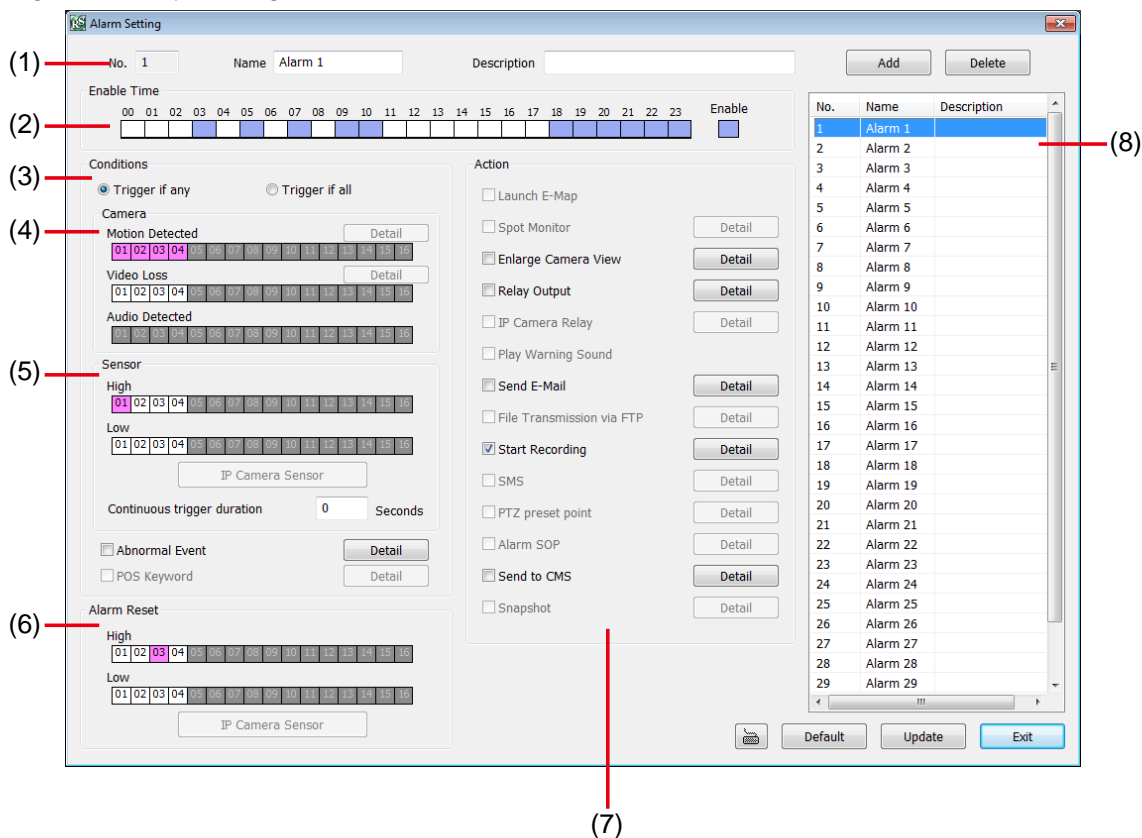 Alarm Setting
(1)
No. 1 Name Alarm 1 Description Add Delete
Enable Time
00 01 02 03 04 05 06 07 08 09 10 11 12 13 14 15 16 17 18 19 20 21 22 23 Enable
(2)
Conditions
(3)
Trigger if any Trigger if all
Camera
(4)
Motion Detected Detail
01 02 03 04 05 06 07 08 09 10 11 12 13 14 15 16
Video Loss Detail
01 02 03 04 05 06 07 08 09 10 11 12 13 14 15 16
Audio Detected
01 02 03 04 05 06 07 08 09 10 11 12 13 14 15 16
Sensor
(5)
High
01 02 03 04 05 06 07 08 09 10 11 12 13 14 15 16
Low
01 02 03 04 05 06 07 08 09 10 11 12 13 14 15 16
IP Camera Sensor
Continuous trigger duration 0 Seconds
Abnormal Event Detail
POS Keyword Detail
Alarm Reset
(6)
High
01 02 03 04 05 06 07 08 09 10 11 12 13 14 15 16
Low
01 02 03 04 05 06 07 08 09 10 11 12 13 14 15 16
IP Camera Sensor
Action
Launch E-Map
Spot Monitor Detail
Enlarge Camera View Detail
Relay Output Detail
IP Camera Relay Detail
Play Warning Sound
Send E-Mail Detail
File Transmission via FTP Detail
Start Recording Detail
SMS Detail
PTZ preset point Detail
Alarm SOP Detail
Send to CMS Detail
Snapshot Detail
(7)
No. Name Description
1 Alarm 1
(8)
2 Alarm 2
3 Alarm 3
4 Alarm 4
5 Alarm 5
6 Alarm 6
7 Alarm 7
8 Alarm 8
9 Alarm 9
10 Alarm 10
11 Alarm 11
12 Alarm 12
13 Alarm 13
14 Alarm 14
15 Alarm 15
16 Alarm 16
17 Alarm 17
18 Alarm 18
19 Alarm 19
20 Alarm 20
21 Alarm 21
22 Alarm 22
23 Alarm 23
24 Alarm 24
25 Alarm 25
26 Alarm 26
27 Alarm 27
28 Alarm 28
29 Alarm 29
Default Update Exit